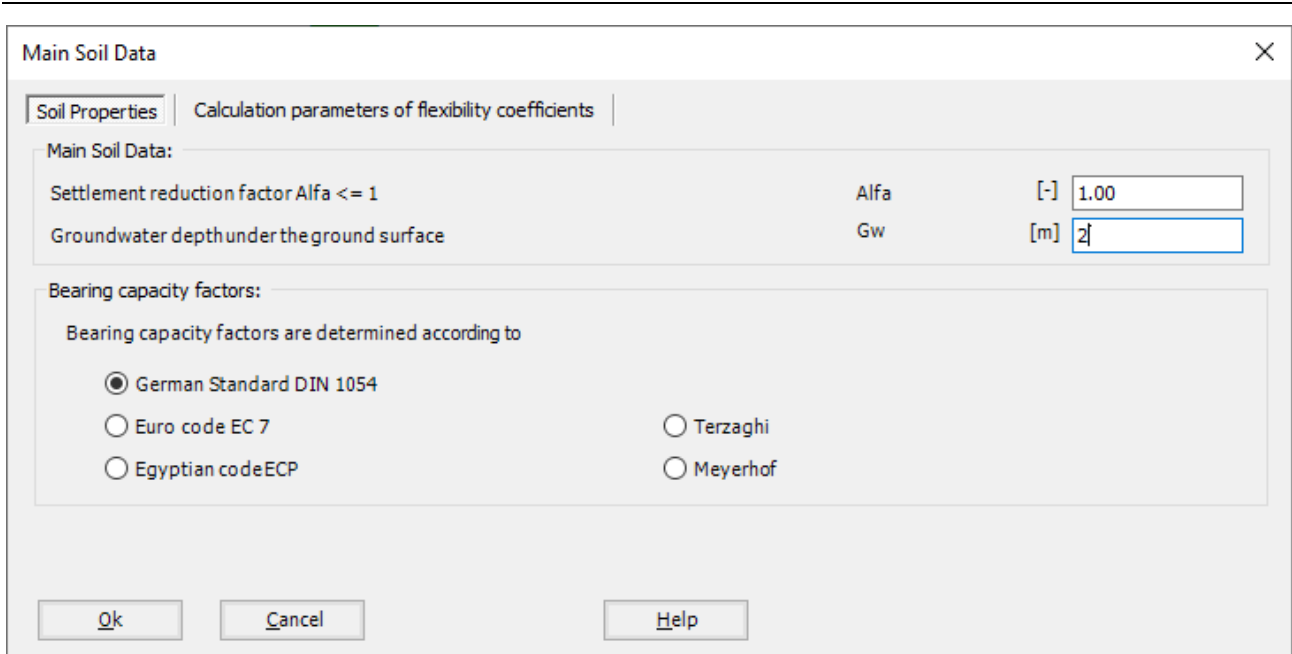 Main Soil Data
Soil Properties Calculation parameters of flexibility coefficients
Main Soil Data:
Settlement reduction factor Alfa <= 1 Alfa [-] 1.00
Groundwater depth under the ground surface Gw [m] 2
Bearing capacity factors:
Bearing capacity factors are determined according to
German Standard DIN 1054
Euro code EC 7 Terzaghi
Egyptian code ECP Meyerhof
Ok Cancel Help